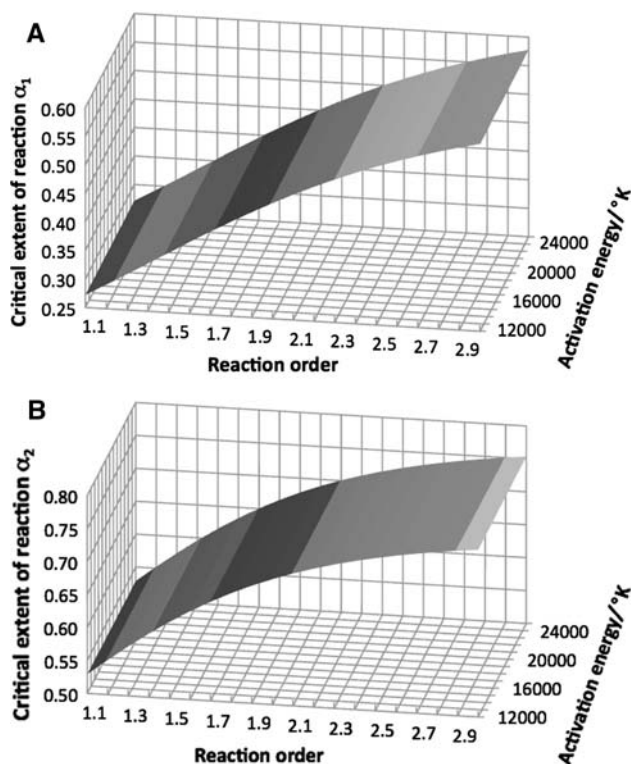 A
Critical extent of reaction α1
0.60
0.55
0.50
0.45
0.40
0.35
0.30
0.25
1.1 1.3 1.5 1.7 1.9 2.1 2.3 2.5 2.7 2.9
Reaction order
24000
20000
16000
12000
Activation energy/°K
B
Critical extent of reaction α2
0.80
0.75
0.70
0.65
0.60
0.55
0.50
1.1 1.3 1.5 1.7 1.9 2.1 2.3 2.5 2.7 2.9
Reaction order
24000
20000
16000
12000
Activation energy/°K